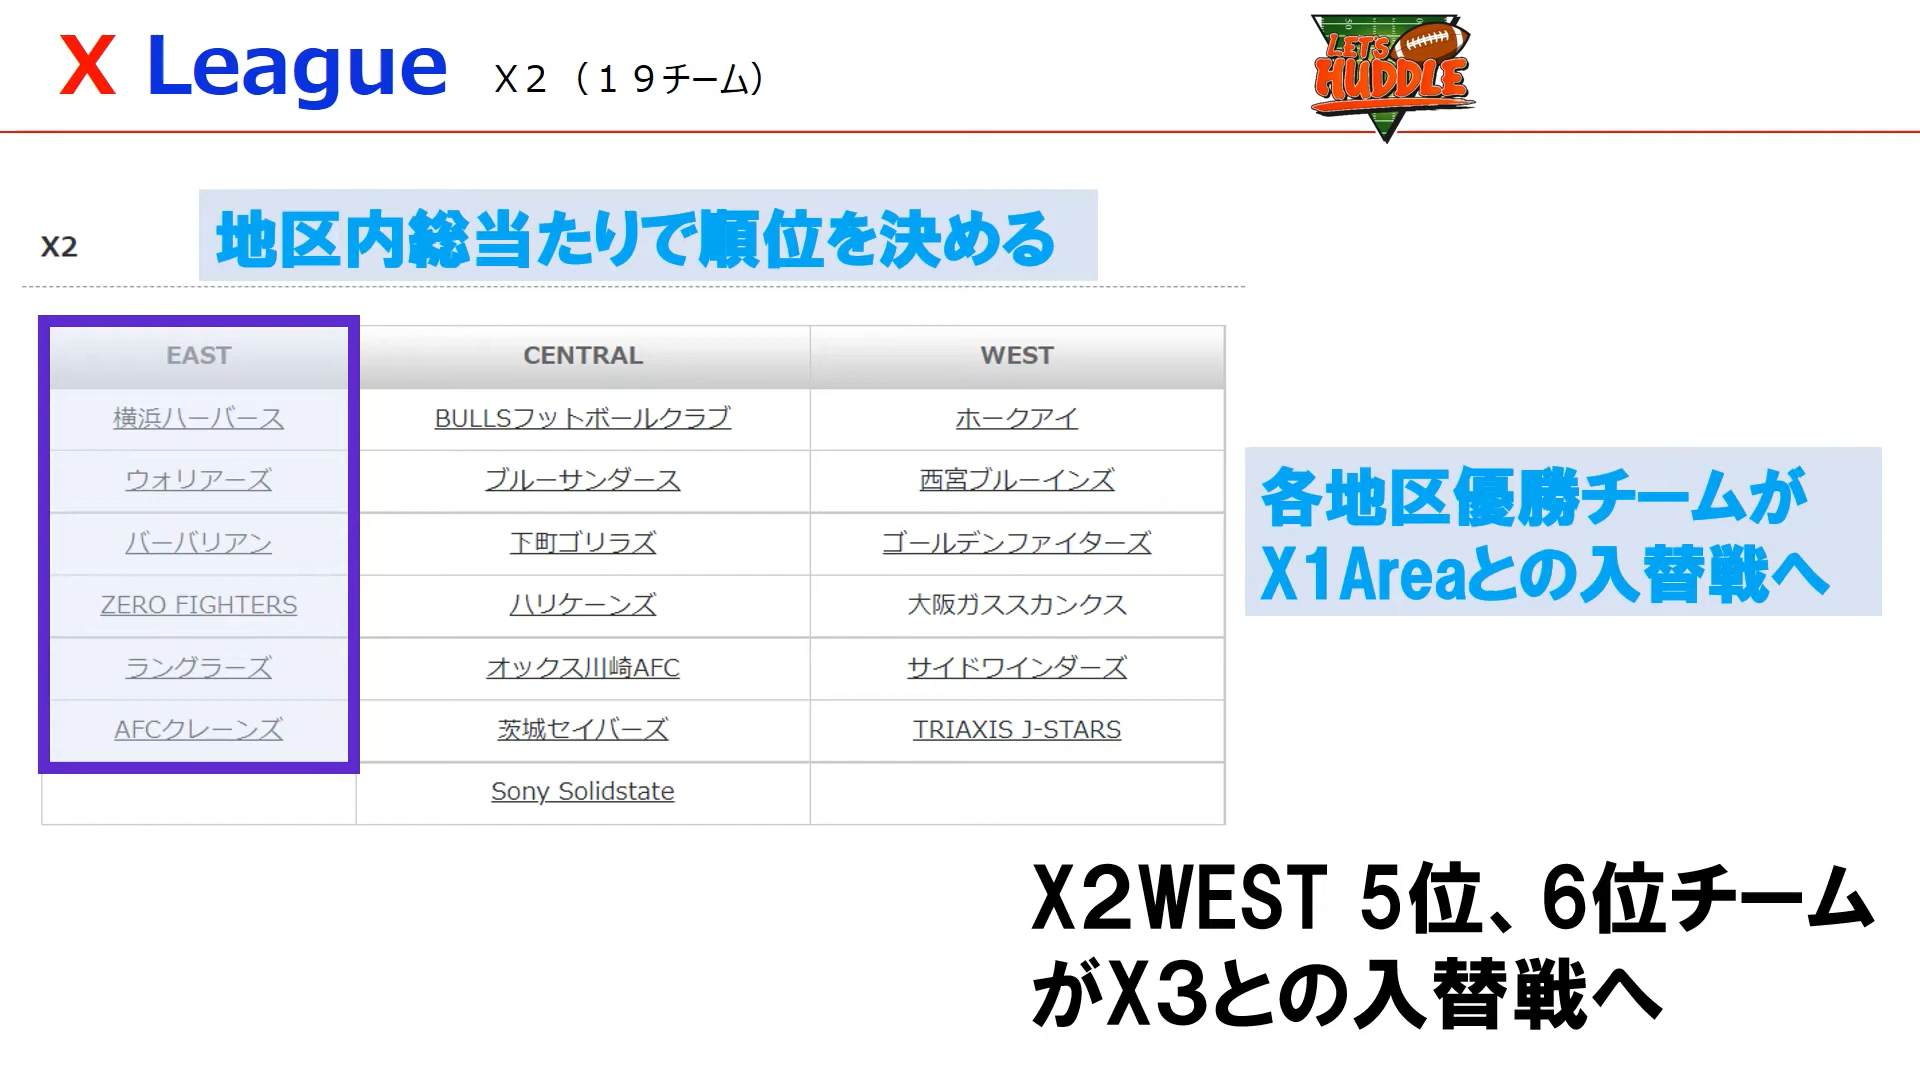 X League X2（１９チーム）
LET'S
HUDDLE
X2
地区内総当たりで順位を決める
EAST CENTRAL WEST
横浜ハーバース BULLSフットボールクラブ ホークアイ
ウォリアーズ ブルーサンダース 西宮ブルーインズ
バーバリアン 下町ゴリラズ ゴールデンファイターズ
ZERO FIGHTERS ハリケーンズ 大阪ガススカンクス
ラングラーズ オックス川崎AFC サイドワインダーズ
AFCクレーンズ 茨城セイバーズ TRIAXIS J-STARS
Sony Solidstate
各地区優勝チームが
X1Areaとの入替戦へ
X２WEST 5位、6位チーム
がX３との入替戦へ